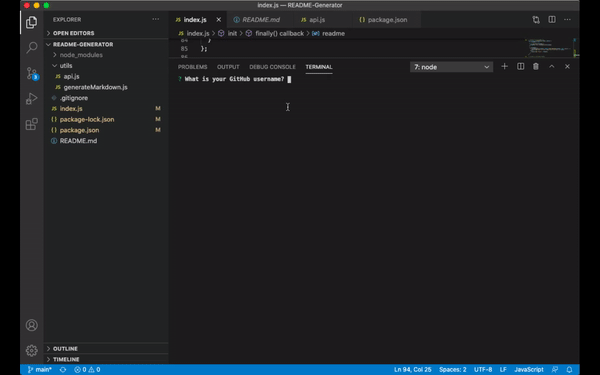 index.js — README-Generator
EXPLORER
index.js
README.md
api.js
package.json
OPEN EDITORS
README-GENERATOR
node_modules
utils
api.js
generateMarkdown.js
.gitignore
index.js M
package-lock.json M
package.json M
README.md
OUTLINE
TIMELINE
index.js > init > finally() callback > readme
84 }
85 };
PROBLEMS OUTPUT DEBUG CONSOLE TERMINAL 7: node
? What is your GitHub username?
main* 0 0 Ln 94, Col 25 Spaces: 2 UTF-8 LF JavaScript